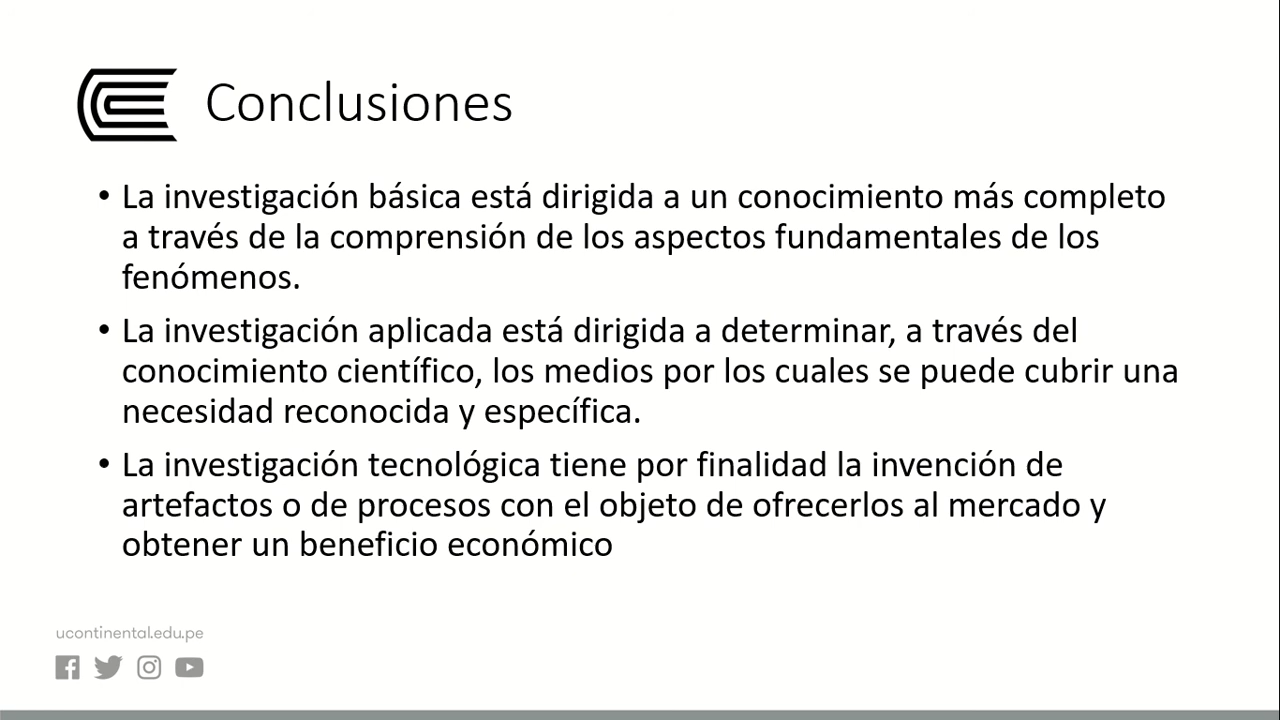 Conclusiones
• La investigación básica está dirigida a un conocimiento más completo
a través de la comprensión de los aspectos fundamentales de los
fenómenos.
• La investigación aplicada está dirigida a determinar, a través del
conocimiento científico, los medios por los cuales se puede cubrir una
necesidad reconocida y específica.
• La investigación tecnológica tiene por finalidad la invención de
artefactos o de procesos con el objeto de ofrecerlos al mercado y
obtener un beneficio económico
ucontinental.edu.pe